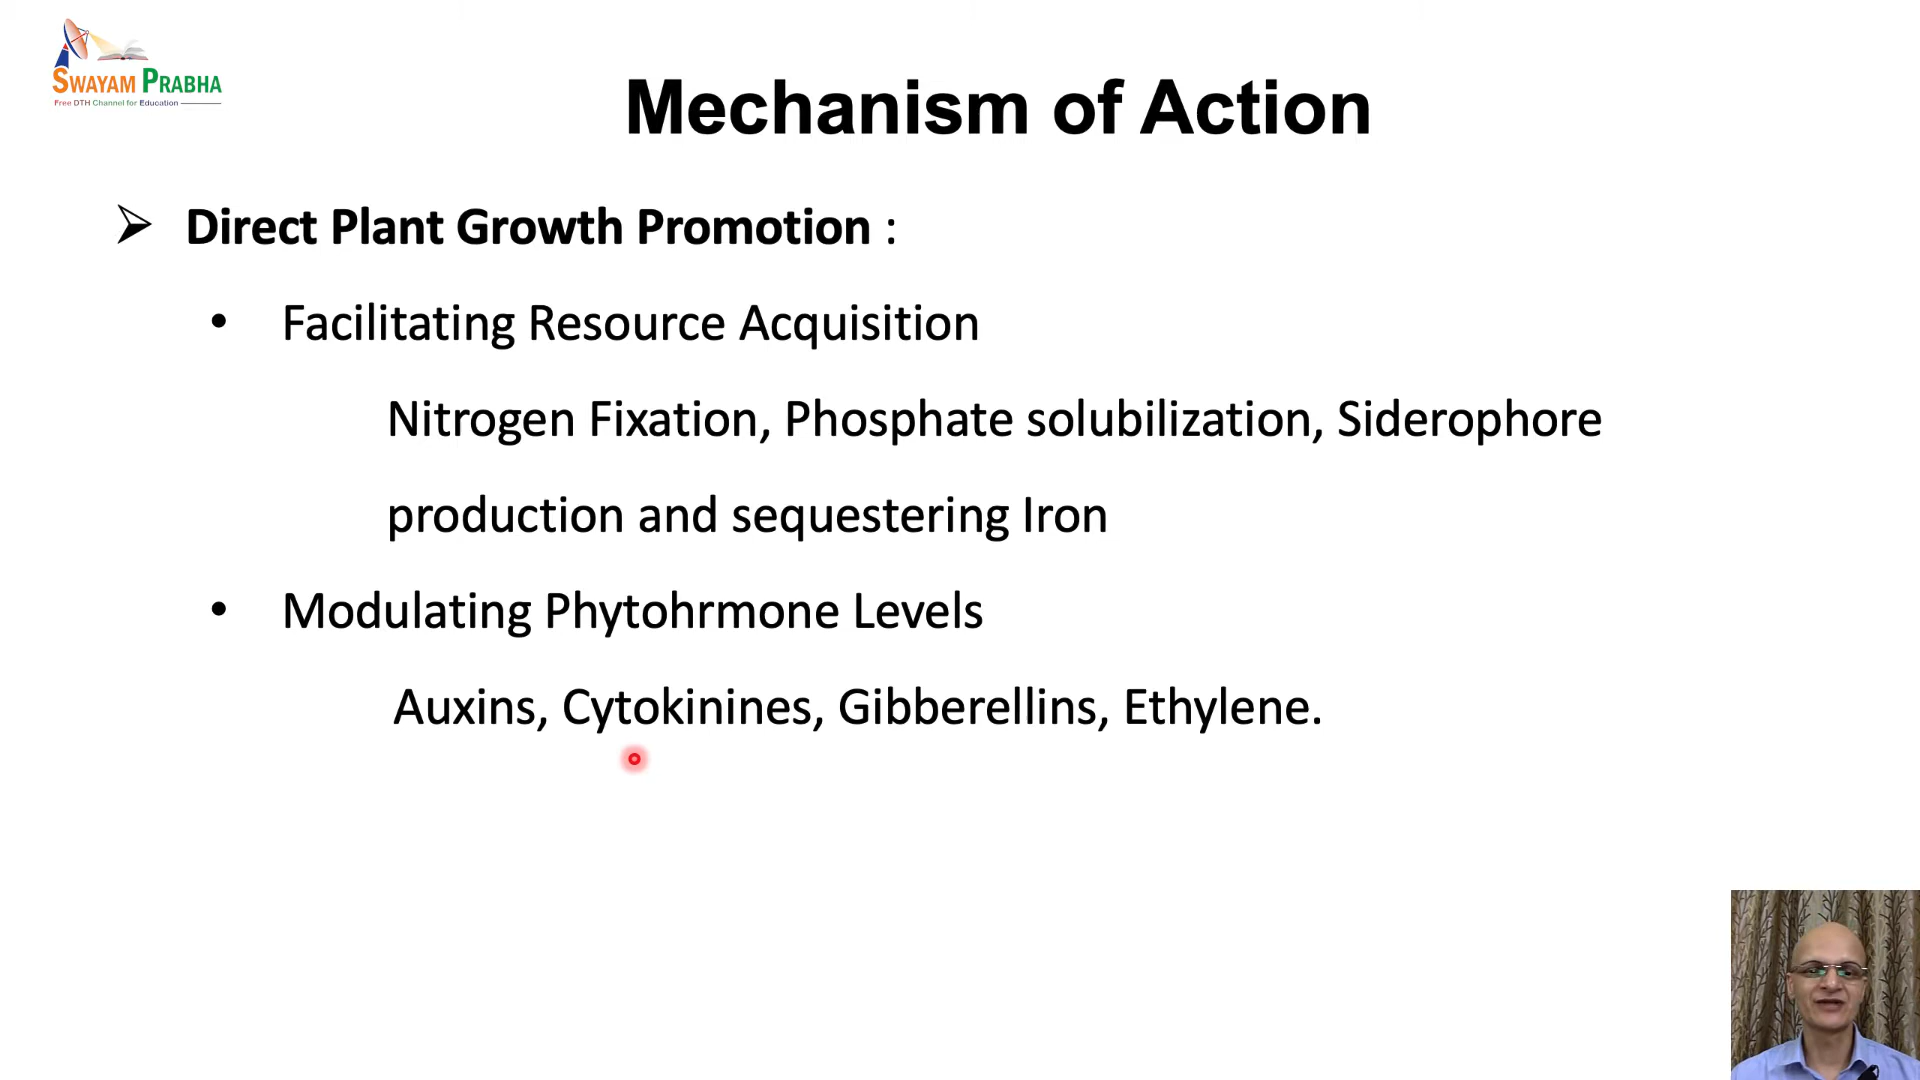 SWAYAM PRABHA
Free DTH Channel for Education
Mechanism of Action
➢ Direct Plant Growth Promotion :
• Facilitating Resource Acquisition
Nitrogen Fixation, Phosphate solubilization, Siderophore
production and sequestering Iron
• Modulating Phytohrmone Levels
Auxins, Cytokinines, Gibberellins, Ethylene.